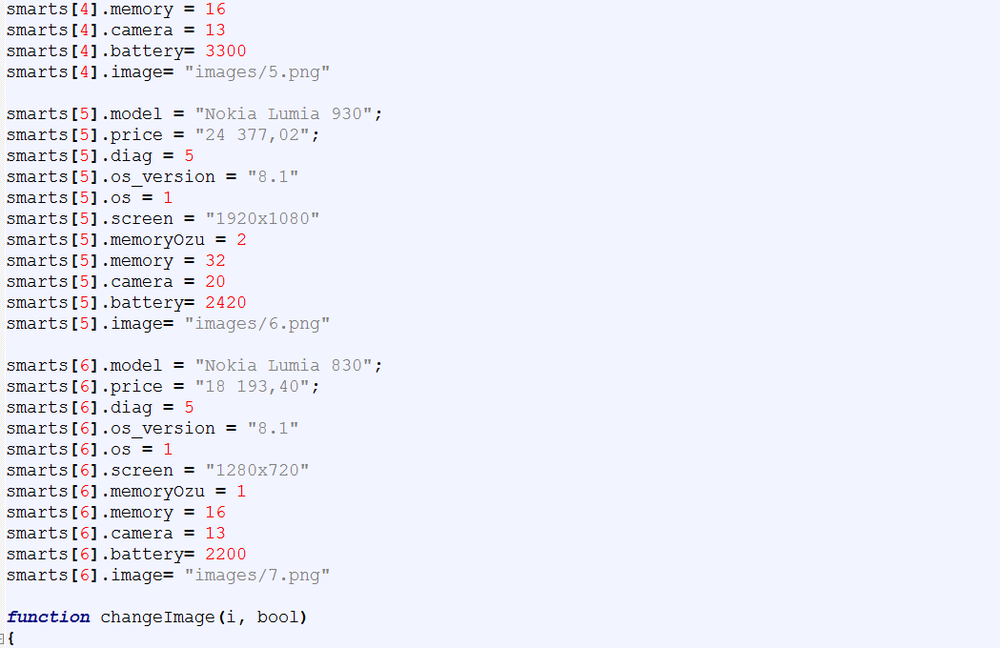 smarts[4].memory = 16
smarts[4].camera = 13
smarts[4].battery= 3300
smarts[4].image= "images/5.png"
smarts[5].model = "Nokia Lumia 930";
smarts[5].price = "24 377,02";
smarts[5].diag = 5
smarts[5].os_version = "8.1"
smarts[5].os = 1
smarts[5].screen = "1920x1080"
smarts[5].memoryOzu = 2
smarts[5].memory = 32
smarts[5].camera = 20
smarts[5].battery= 2420
smarts[5].image= "images/6.png"
smarts[6].model = "Nokia Lumia 830";
smarts[6].price = "18 193,40";
smarts[6].diag = 5
smarts[6].os_version = "8.1"
smarts[6].os = 1
smarts[6].screen = "1280x720"
smarts[6].memoryOzu = 1
smarts[6].memory = 16
smarts[6].camera = 13
smarts[6].battery= 2200
smarts[6].image= "images/7.png"
function changeImage(i, bool)
{